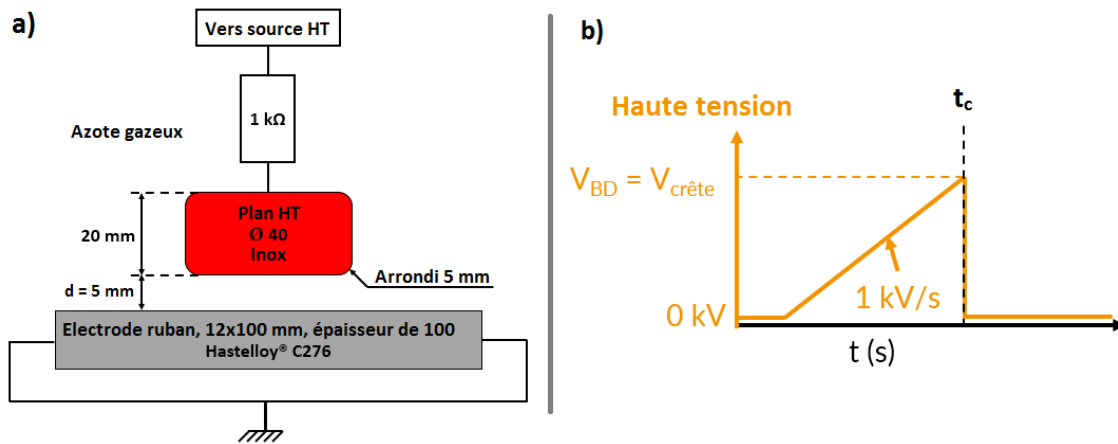 a)
Vers source HT
1 kΩ
Azote gazeux
Plan HT
Ø 40
Inox
20 mm
Arrondi 5 mm
d = 5 mm
Electrode ruban, 12x100 mm, épaisseur de 100
Hastelloy® C276
b)
t_c
Haute tension
V_BD = V_crête
1 kV/s
0 kV
t (s)